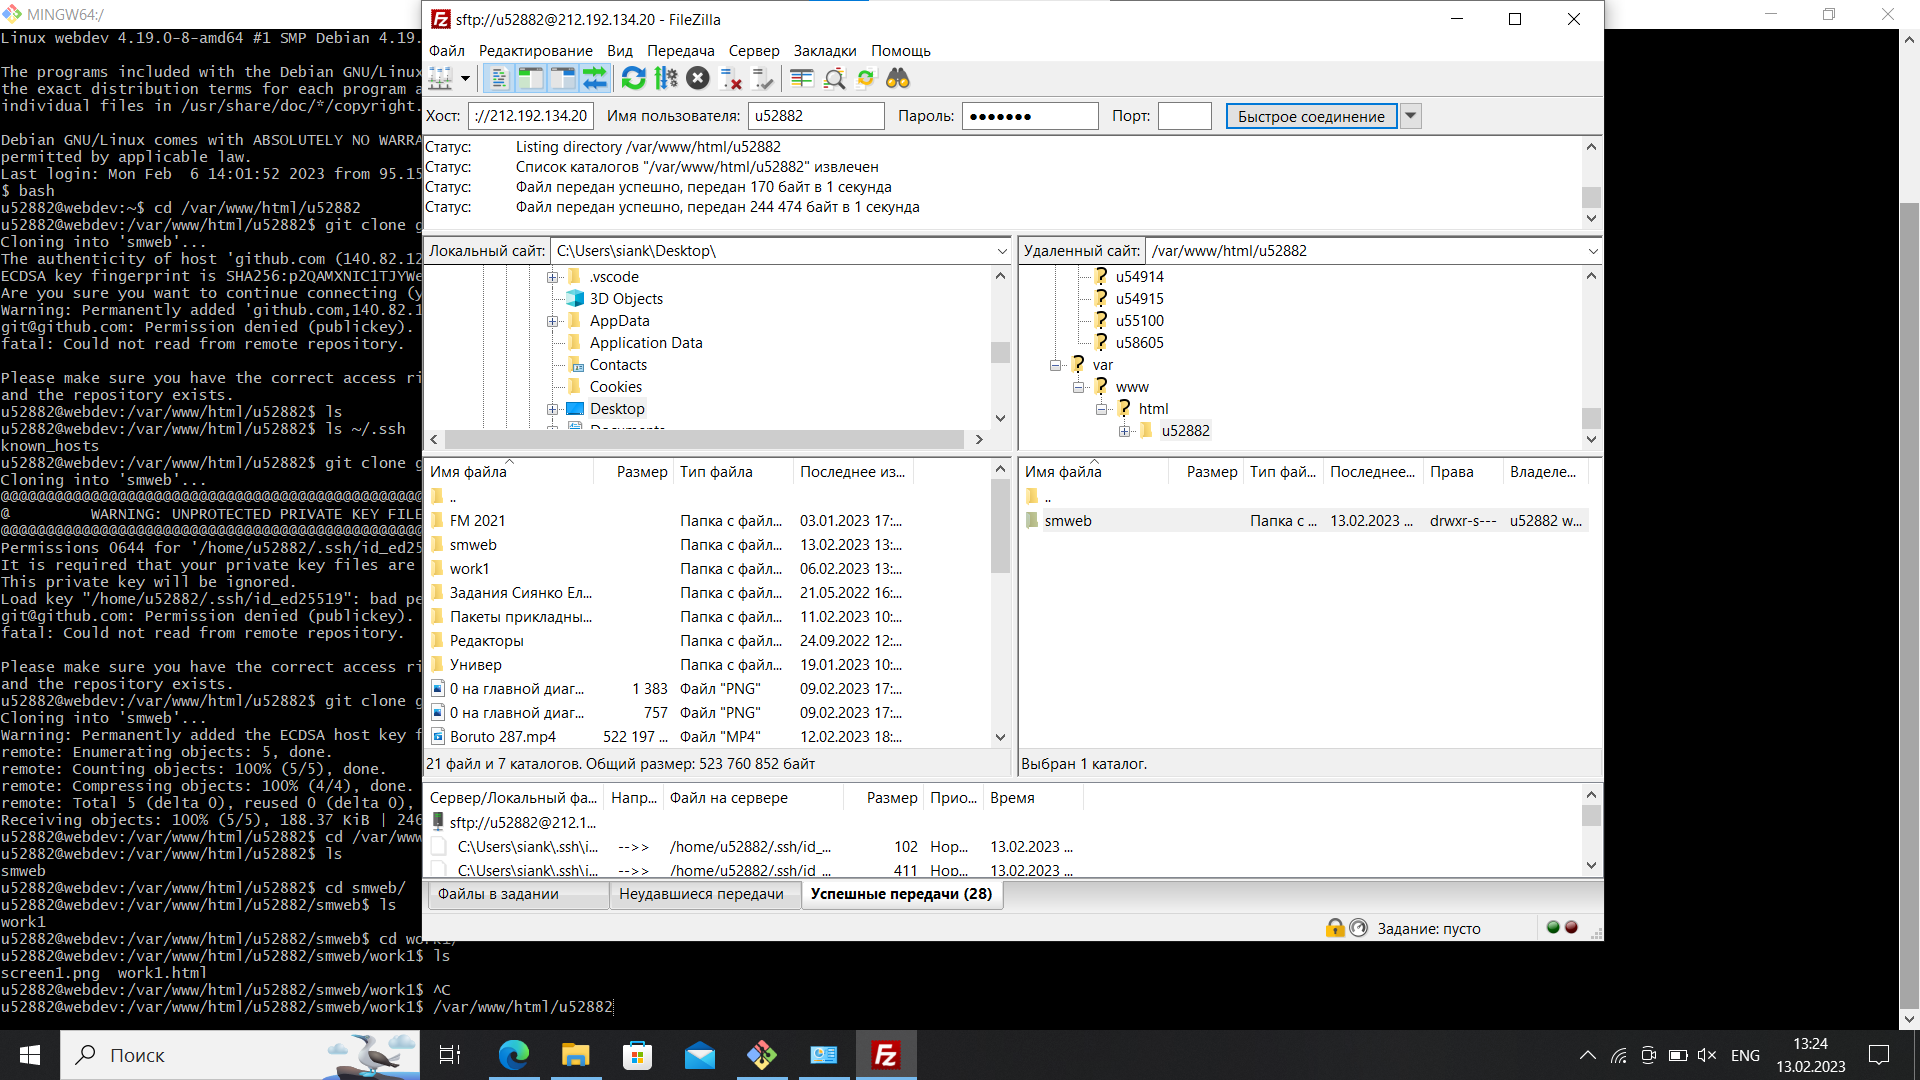 MINGW64:/
Linux webdev 4.19.0-8-amd64 #1 SMP Debian 4.19.
The programs included with the Debian GNU/Linux
the exact distribution terms for each program a
individual files in /usr/share/doc/*/copyright.
Debian GNU/Linux comes with ABSOLUTELY NO WARRA
permitted by applicable law.
Last login: Mon Feb  6 14:01:52 2023 from 95.15
$ bash
u52882@webdev:~$ cd /var/www/html/u52882
u52882@webdev:/var/www/html/u52882$ git clone g
Cloning into 'smweb'...
The authenticity of host 'github.com (140.82.12
ECDSA key fingerprint is SHA256:p2QAMXNIC1TJYWe
Are you sure you want to continue connecting (y
Warning: Permanently added 'github.com,140.82.1
git@github.com: Permission denied (publickey).
fatal: Could not read from remote repository.
Please make sure you have the correct access ri
and the repository exists.
u52882@webdev:/var/www/html/u52882$ ls
u52882@webdev:/var/www/html/u52882$ ls ~/.ssh
known_hosts
u52882@webdev:/var/www/html/u52882$ git clone g
Cloning into 'smweb'...
@@@@@@@@@@@@@@@@@@@@@@@@@@@@@@@@@@@@@@@@@@@@@@@
@         WARNING: UNPROTECTED PRIVATE KEY FILE
@@@@@@@@@@@@@@@@@@@@@@@@@@@@@@@@@@@@@@@@@@@@@@@
Permissions 0644 for '/home/u52882/.ssh/id_ed25
It is required that your private key files are
This private key will be ignored.
Load key "/home/u52882/.ssh/id_ed25519": bad pe
git@github.com: Permission denied (publickey).
fatal: Could not read from remote repository.
Please make sure you have the correct access ri
and the repository exists.
u52882@webdev:/var/www/html/u52882$ git clone g
Cloning into 'smweb'...
Warning: Permanently added the ECDSA host key f
remote: Enumerating objects: 5, done.
remote: Counting objects: 100% (5/5), done.
remote: Compressing objects: 100% (4/4), done.
remote: Total 5 (delta 0), reused 0 (delta 0),
Receiving objects: 100% (5/5), 188.37 KiB | 246
u52882@webdev:/var/www/html/u52882$ cd /var/www
u52882@webdev:/var/www/html/u52882$ ls
smweb
u52882@webdev:/var/www/html/u52882$ cd smweb/
u52882@webdev:/var/www/html/u52882/smweb$ ls
work1
u52882@webdev:/var/www/html/u52882/smweb$ cd work1/
u52882@webdev:/var/www/html/u52882/smweb/work1$ ls
screen1.png  work1.html
u52882@webdev:/var/www/html/u52882/smweb/work1$ ^C
u52882@webdev:/var/www/html/u52882/smweb/work1$ /var/www/html/u52882
sftp://u52882@212.192.134.20 - FileZilla
Файл Редактирование Вид Передача Сервер Закладки Помощь
Хост: ://212.192.134.20 Имя пользователя: u52882 Пароль: ●●●●●●● Порт: Быстрое соединение
Статус: Listing directory /var/www/html/u52882
Статус: Список каталогов "/var/www/html/u52882" извлечен
Статус: Файл передан успешно, передан 170 байт в 1 секунда
Статус: Файл передан успешно, передан 244 474 байт в 1 секунда
Локальный сайт: C:\Users\siank\Desktop\
.vscode
3D Objects
AppData
Application Data
Contacts
Cookies
Desktop
Documents
Удаленный сайт: /var/www/html/u52882
u54914
u54915
u55100
u58605
var
www
html
u52882
Имя файла Размер Тип файла Последнее из...
..
FM 2021 Папка с файл... 03.01.2023 17:...
smweb Папка с файл... 13.02.2023 13:...
work1 Папка с файл... 06.02.2023 13:...
Задания Сиянко Ел... Папка с файл... 21.05.2022 16:...
Пакеты прикладны... Папка с файл... 11.02.2023 10:...
Редакторы Папка с файл... 24.09.2022 12:...
Универ Папка с файл... 19.01.2023 10:...
0 на главной диаг... 1 383 Файл "PNG" 09.02.2023 17:...
0 на главной диаг... 757 Файл "PNG" 09.02.2023 17:...
Boruto 287.mp4 522 197 ... Файл "MP4" 12.02.2023 18:...
21 файл и 7 каталогов. Общий размер: 523 760 852 байт
Имя файла Размер Тип фай... Последнее... Права Владеле...
..
smweb Папка с ... 13.02.2023 ... drwxr-s--- u52882 w...
Выбран 1 каталог.
Сервер/Локальный фа... Напр... Файл на сервере Размер Прио... Время
sftp://u52882@212.1...
C:\Users\siank\.ssh\i... -->> /home/u52882/.ssh/id_... 102 Нор... 13.02.2023 ...
C:\Users\siank\.ssh\i... -->> /home/u52882/.ssh/id_... 411 Нор... 13.02.2023 ...
Файлы в задании Неудавшиеся передачи Успешные передачи (28)
Задание: пусто
Поиск
ENG
13:24
13.02.2023